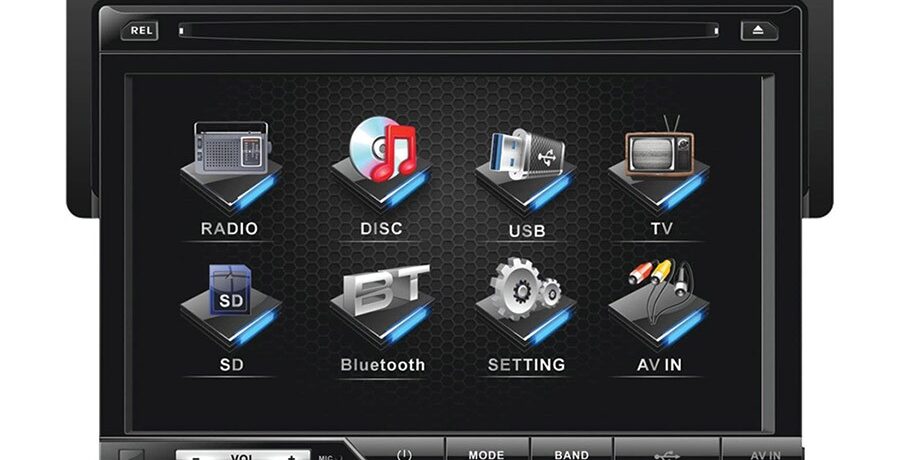 REL
RADIO DISC USB TV
SD
BT
SD Bluetooth SETTING AV IN
- VOL + MIC MODE BAND AV IN